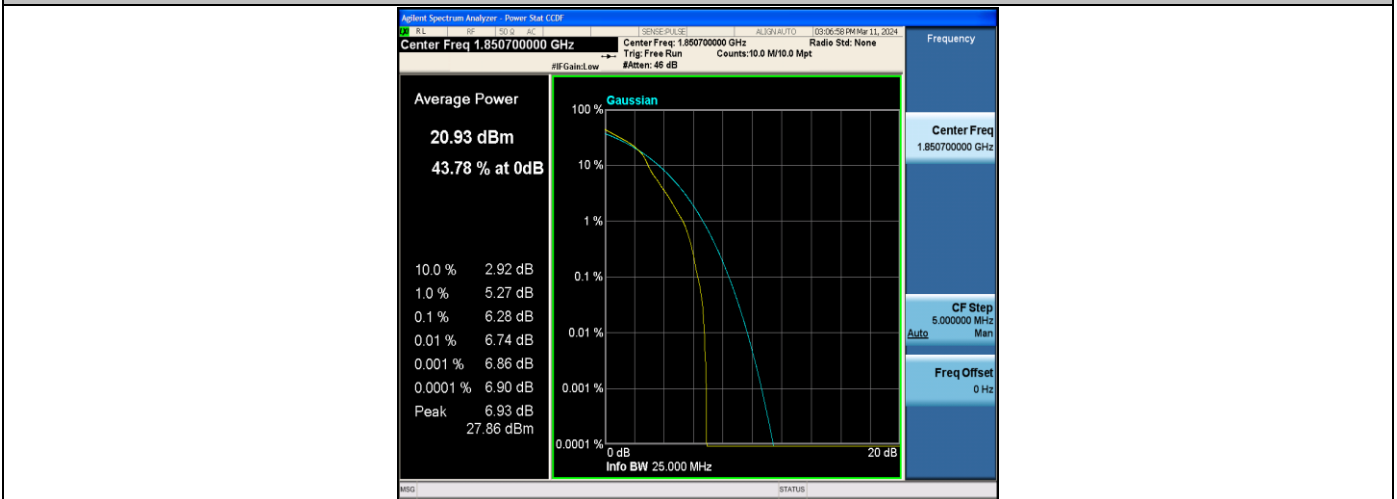 Agilent Spectrum Analyzer - Power Stat CCDF
RL RF 50 Ω AC SENSE:PULSE ALIGN AUTO 03:06:58 PM Mar 11, 2024
Center Freq 1.850700000 GHz
Center Freq: 1.850700000 GHz Radio Std: None
Trig: Free Run Counts:10.0 M/10.0 Mpt
#IFGain:Low #Atten: 46 dB
Frequency
Average Power
20.93 dBm
43.78 % at 0dB
10.0 % 2.92 dB
1.0 % 5.27 dB
0.1 % 6.28 dB
0.01 % 6.74 dB
0.001 % 6.86 dB
0.0001 % 6.90 dB
Peak 6.93 dB
27.86 dBm
Gaussian
100 %
10 %
1 %
0.1 %
0.01 %
0.001 %
0.0001 %
0 dB 20 dB
Info BW 25.000 MHz
Center Freq
1.850700000 GHz
CF Step
5.000000 MHz
Auto Man
Freq Offset
0 Hz
MSG STATUS